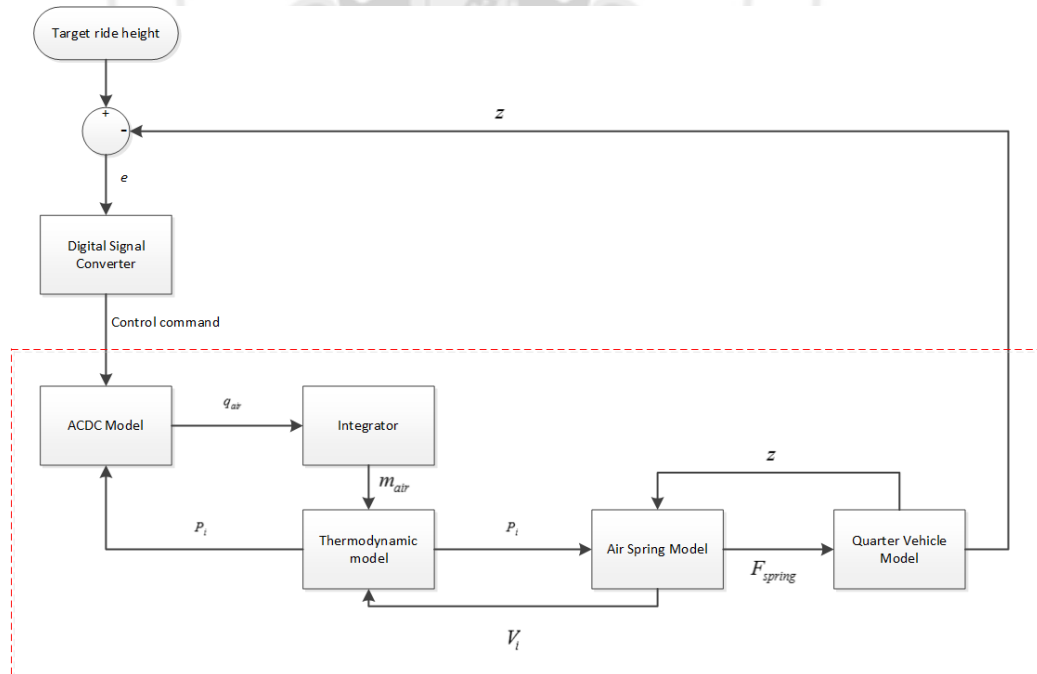 Target ride height
+
-
z
e
Digital Signal
Converter
Control command
ACDC Model
q_air
Integrator
m_air
z
P_i
Thermodynamic
model
P_i
Air Spring Model
F_spring
Quarter Vehicle
Model
V_i